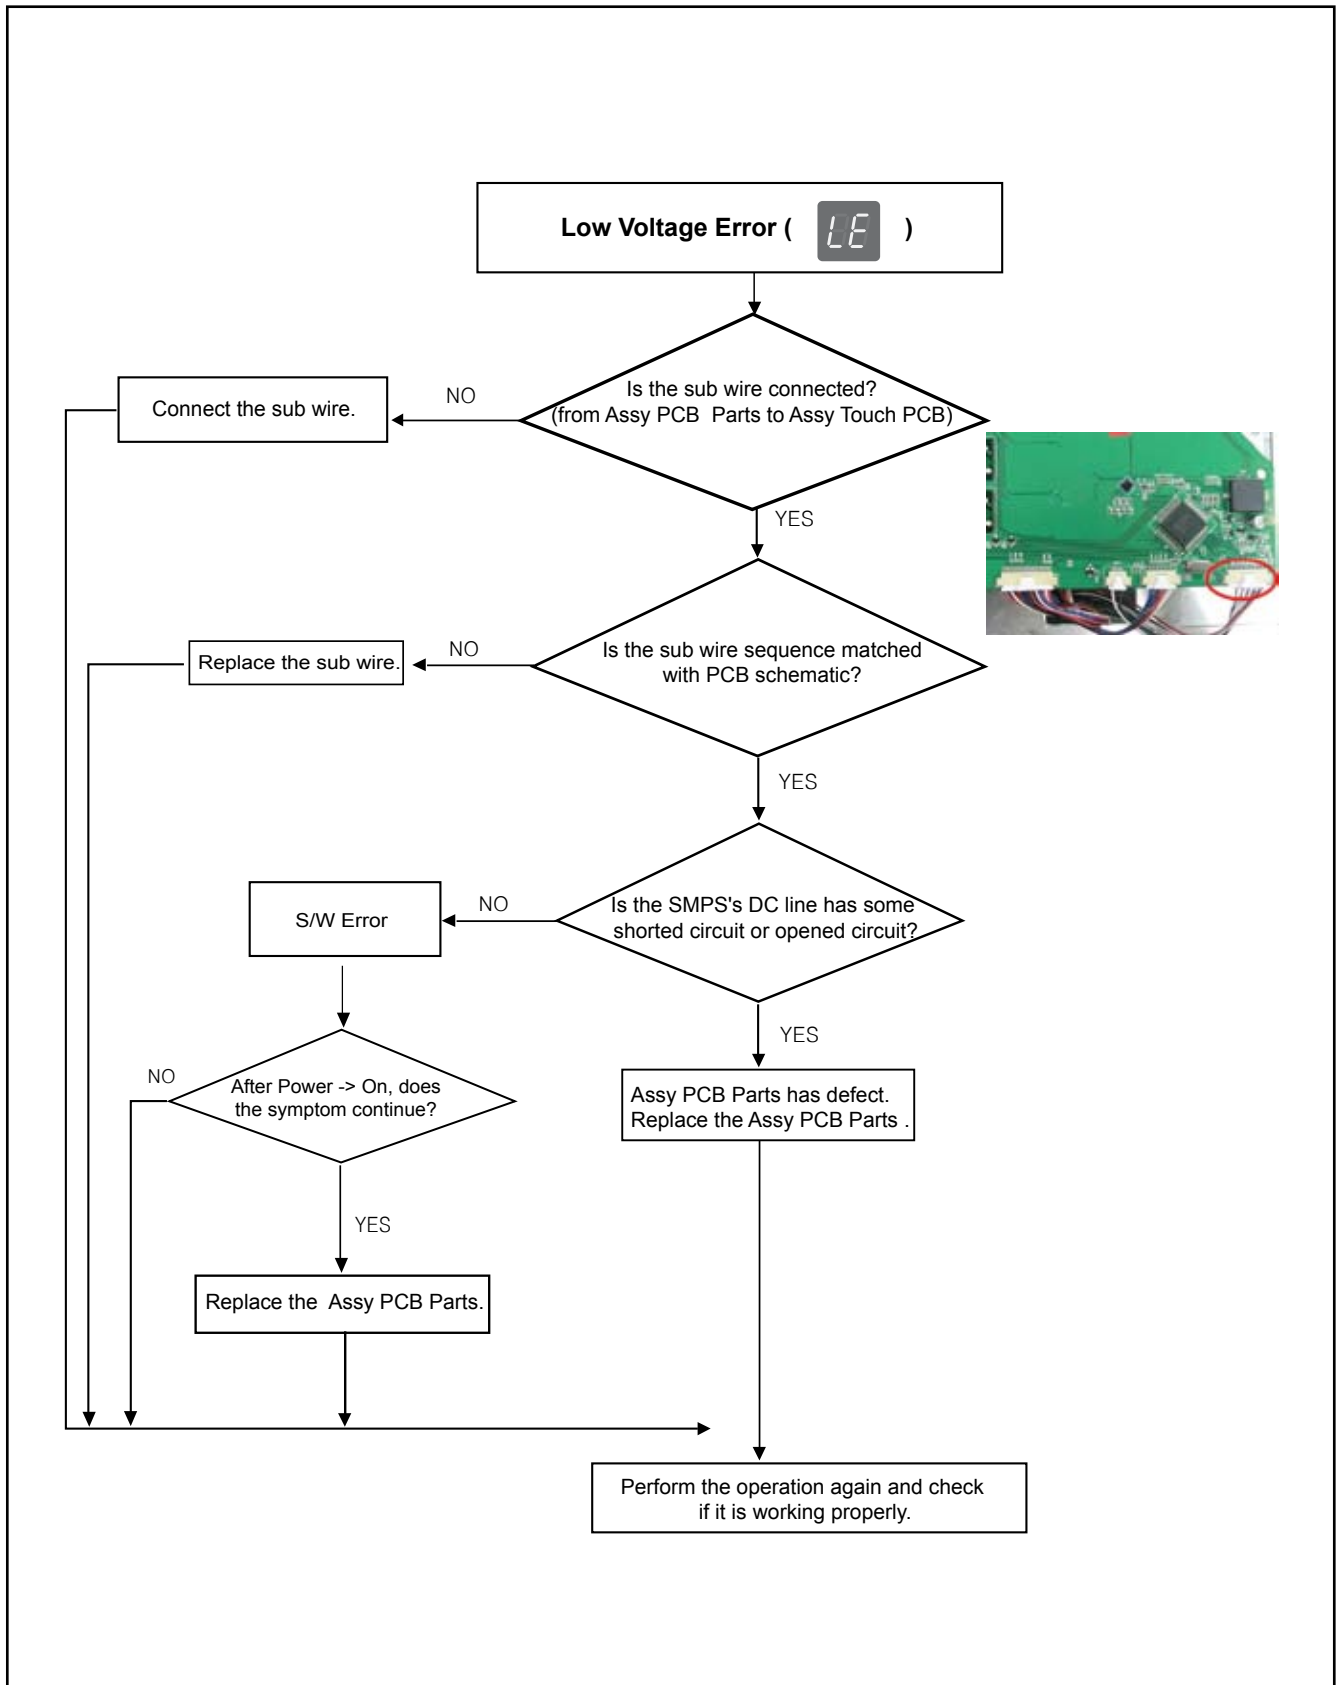 Low Voltage Error ( LE )
Is the sub wire connected?
(from Assy PCB Parts to Assy Touch PCB)
NO
Connect the sub wire.
YES
Is the sub wire sequence matched
with PCB schematic?
NO
Replace the sub wire.
YES
Is the SMPS's DC line has some
shorted circuit or opened circuit?
NO
S/W Error
YES
After Power -> On, does
the symptom continue?
NO
Assy PCB Parts has defect.
Replace the Assy PCB Parts .
YES
Replace the Assy PCB Parts.
Perform the operation again and check
if it is working properly.